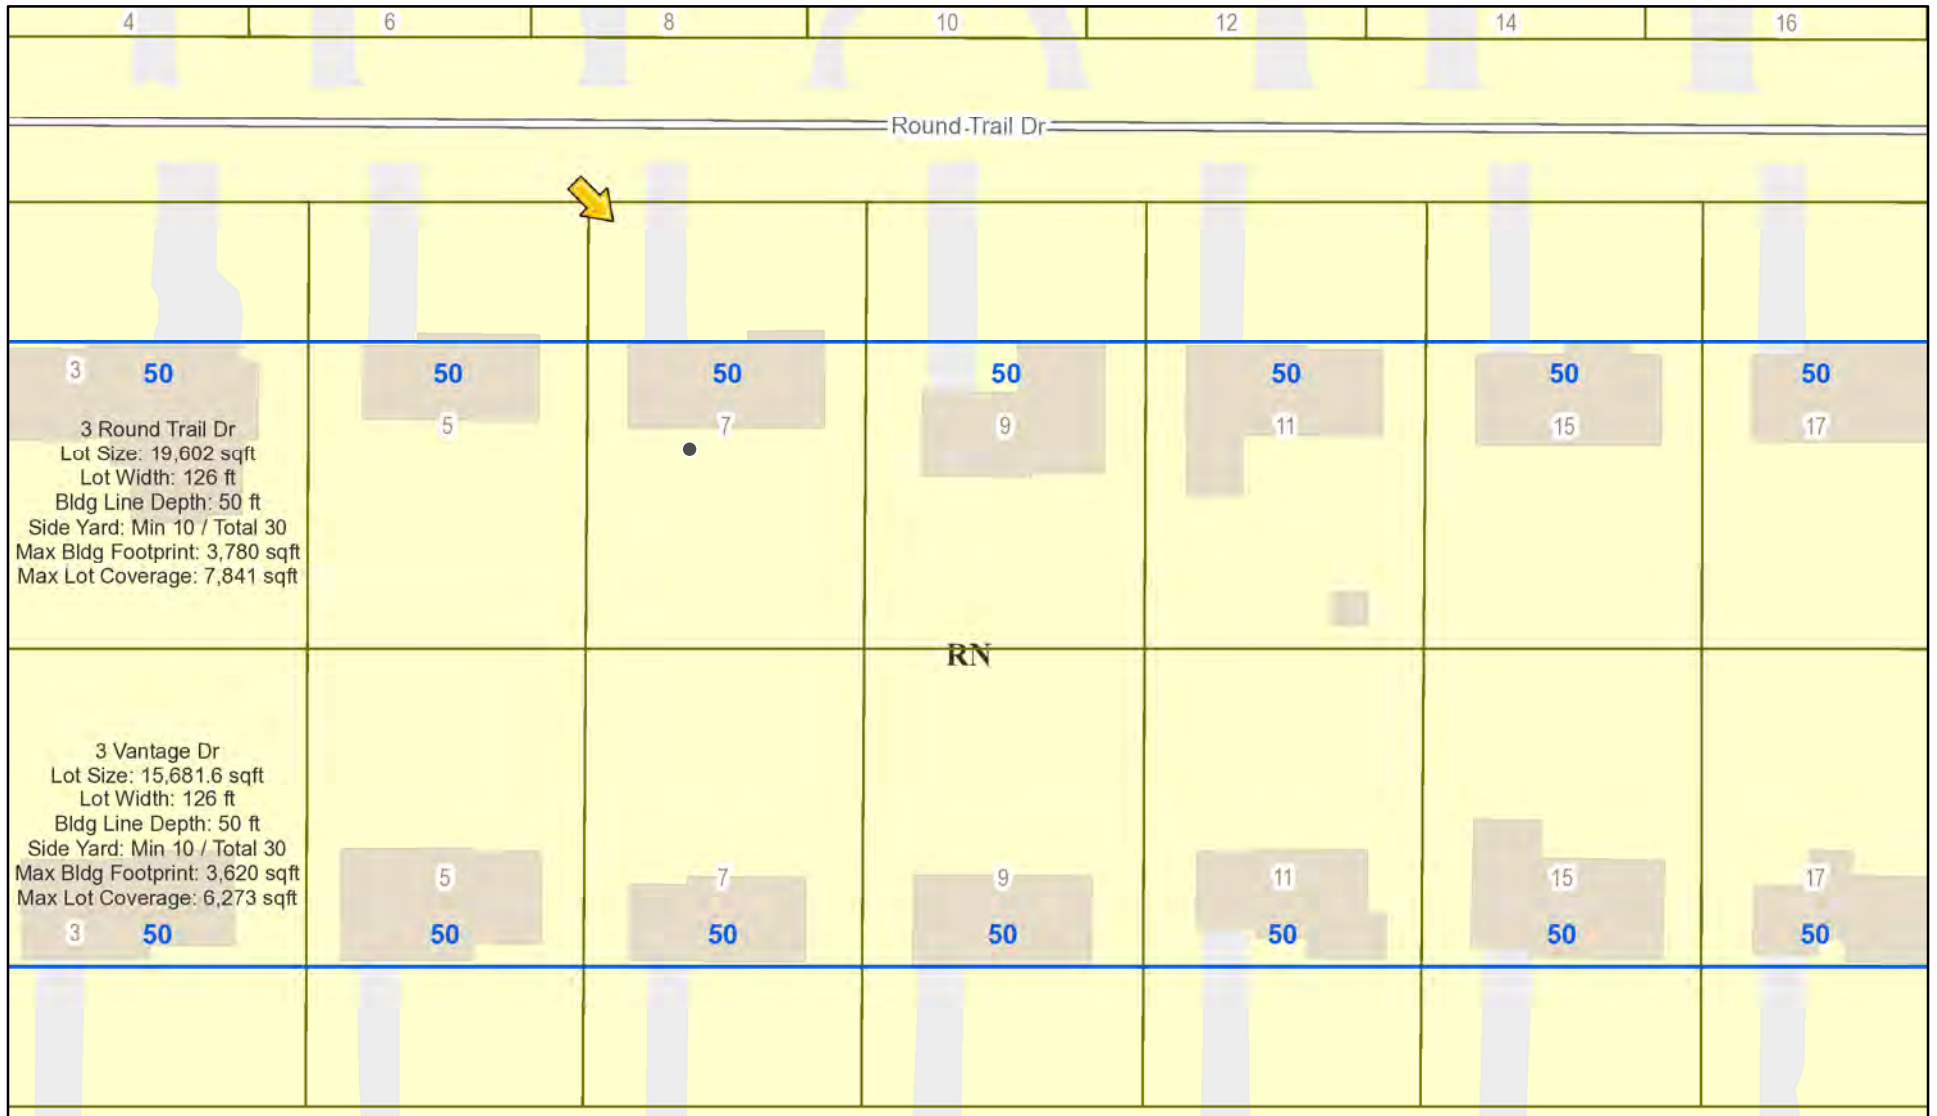 4 6 8 10 12 14 16
Round Trail Dr
3 50 50 50 50 50 50 50
5 7 9 11 15 17
3 Round Trail Dr
Lot Size: 19,602 sqft
Lot Width: 126 ft
Bldg Line Depth: 50 ft
Side Yard: Min 10 / Total 30
Max Bldg Footprint: 3,780 sqft
Max Lot Coverage: 7,841 sqft
RN
3 Vantage Dr
Lot Size: 15,681.6 sqft
Lot Width: 126 ft
Bldg Line Depth: 50 ft
Side Yard: Min 10 / Total 30
Max Bldg Footprint: 3,620 sqft
Max Lot Coverage: 6,273 sqft
5 7 9 11 15 17
3 50 50 50 50 50 50 50